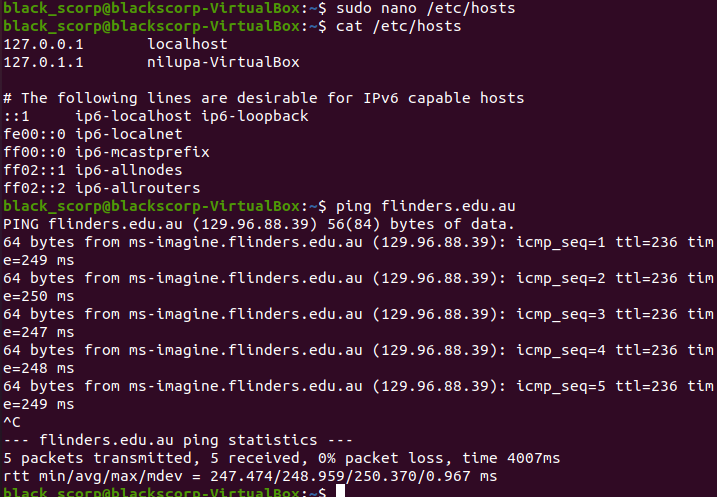 black_scorp@blackscorp-VirtualBox:~$ sudo nano /etc/hosts
black_scorp@blackscorp-VirtualBox:~$ cat /etc/hosts
127.0.0.1       localhost
127.0.1.1       nilupa-VirtualBox

# The following lines are desirable for IPv6 capable hosts
::1     ip6-localhost ip6-loopback
fe00::0 ip6-localnet
ff00::0 ip6-mcastprefix
ff02::1 ip6-allnodes
ff02::2 ip6-allrouters
black_scorp@blackscorp-VirtualBox:~$ ping flinders.edu.au
PING flinders.edu.au (129.96.88.39) 56(84) bytes of data.
64 bytes from ms-imagine.flinders.edu.au (129.96.88.39): icmp_seq=1 ttl=236 tim
e=249 ms
64 bytes from ms-imagine.flinders.edu.au (129.96.88.39): icmp_seq=2 ttl=236 tim
e=250 ms
64 bytes from ms-imagine.flinders.edu.au (129.96.88.39): icmp_seq=3 ttl=236 tim
e=247 ms
64 bytes from ms-imagine.flinders.edu.au (129.96.88.39): icmp_seq=4 ttl=236 tim
e=248 ms
64 bytes from ms-imagine.flinders.edu.au (129.96.88.39): icmp_seq=5 ttl=236 tim
e=249 ms
^C
--- flinders.edu.au ping statistics ---
5 packets transmitted, 5 received, 0% packet loss, time 4007ms
rtt min/avg/max/mdev = 247.474/248.959/250.370/0.967 ms
black_scorp@blackscorp-VirtualBox:~$